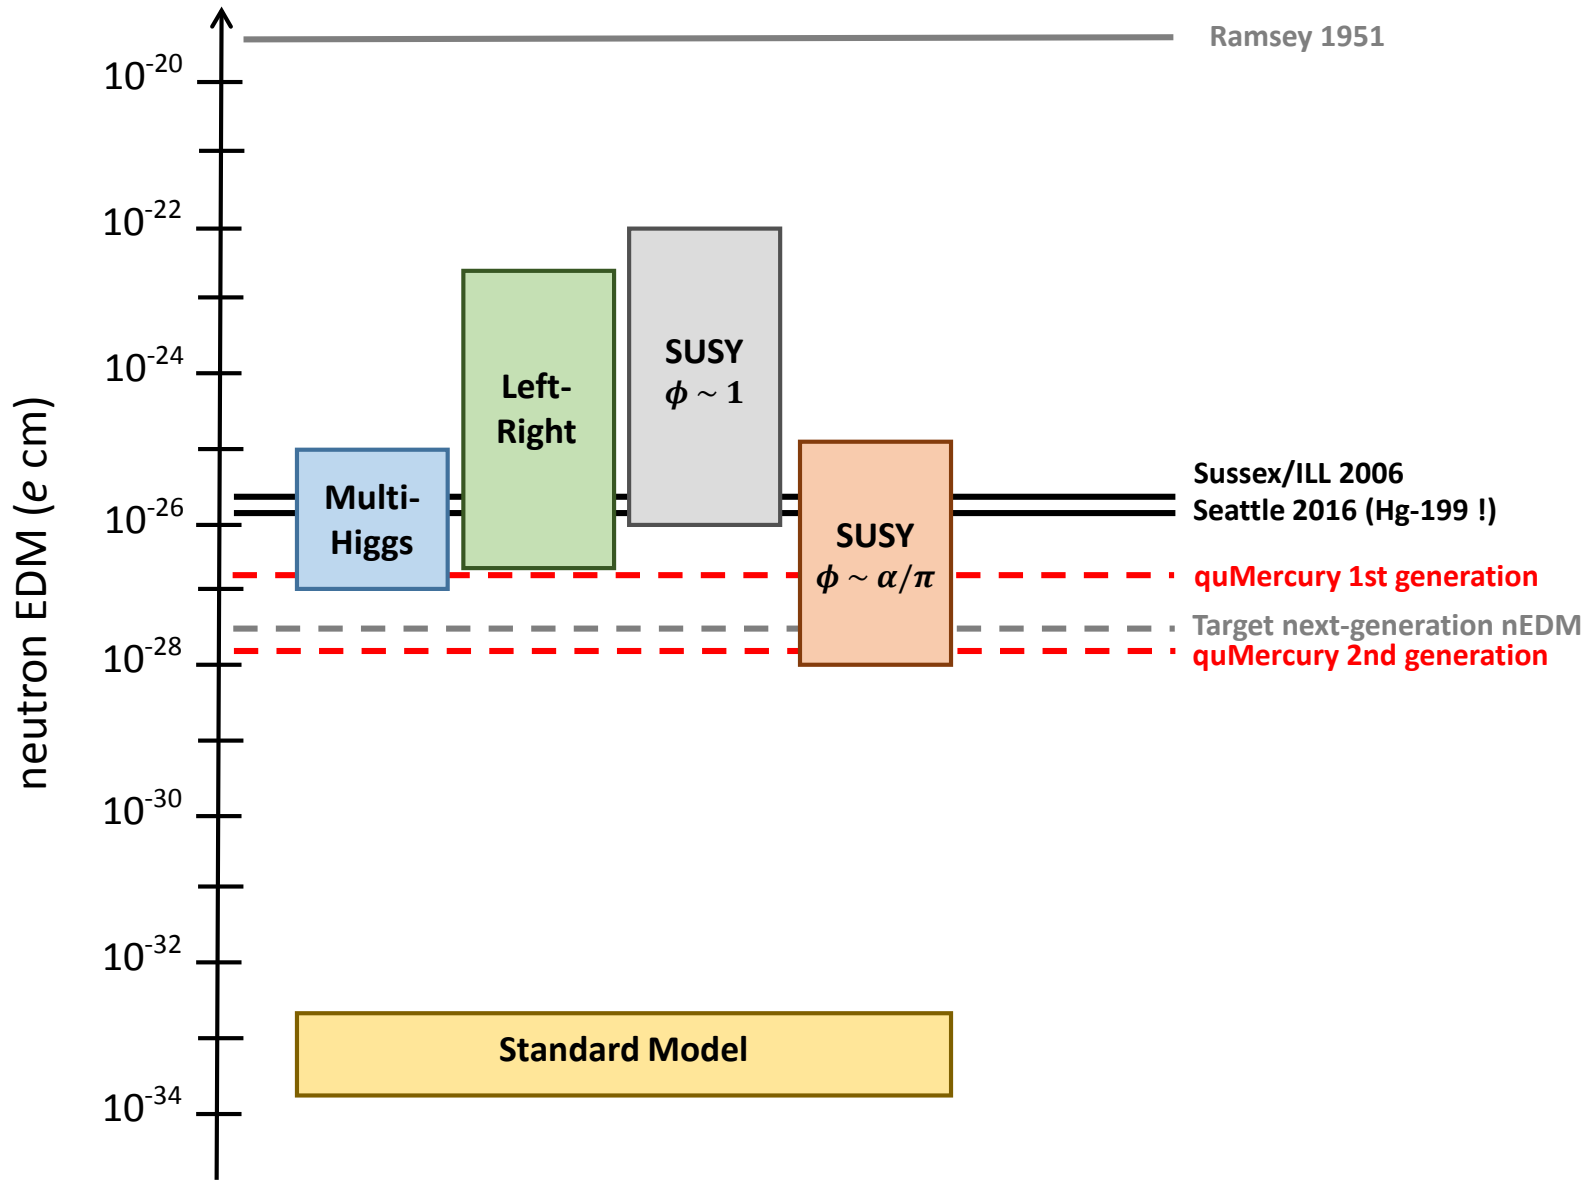 Ramsey 1951
10⁻²⁰
10⁻²²
10⁻²⁴
10⁻²⁶
10⁻²⁸
10⁻³⁰
10⁻³²
10⁻³⁴
neutron EDM (e cm)
Multi-
Higgs
Left-
Right
SUSY
ϕ ~ 1
SUSY
ϕ ~ α/π
Sussex/ILL 2006
Seattle 2016 (Hg-199 !)
quMercury 1st generation
Target next-generation nEDM
quMercury 2nd generation
Standard Model